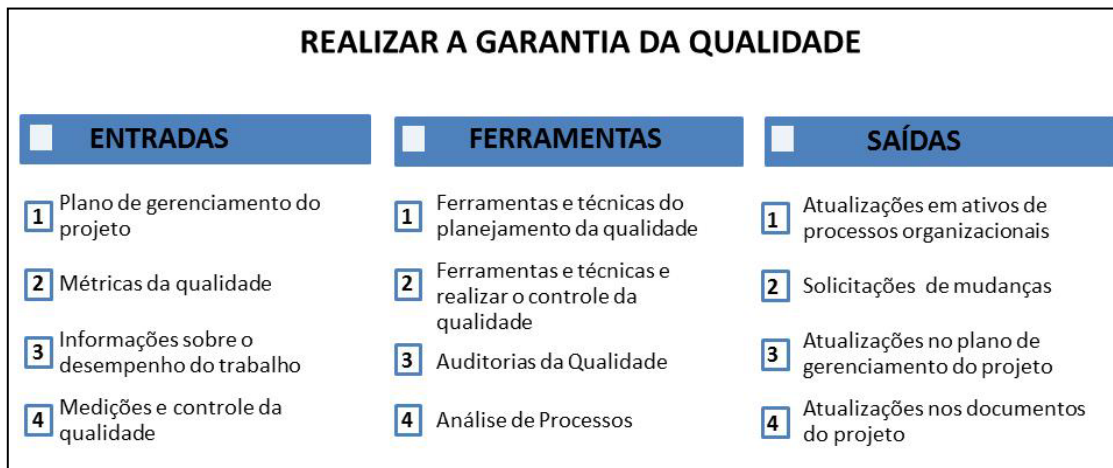 REALIZAR A GARANTIA DA QUALIDADE
ENTRADAS
1 Plano de gerenciamento do
projeto
2 Métricas da qualidade
3 Informações sobre o
desempenho do trabalho
4 Medições e controle da
qualidade
FERRAMENTAS
1 Ferramentas e técnicas do
planejamento da qualidade
2 Ferramentas e técnicas e
realizar o controle da
qualidade
3 Auditorias da Qualidade
4 Análise de Processos
SAÍDAS
1 Atualizações em ativos de
processos organizacionais
2 Solicitações de mudanças
3 Atualizações no plano de
gerenciamento do projeto
4 Atualizações nos documentos
do projeto